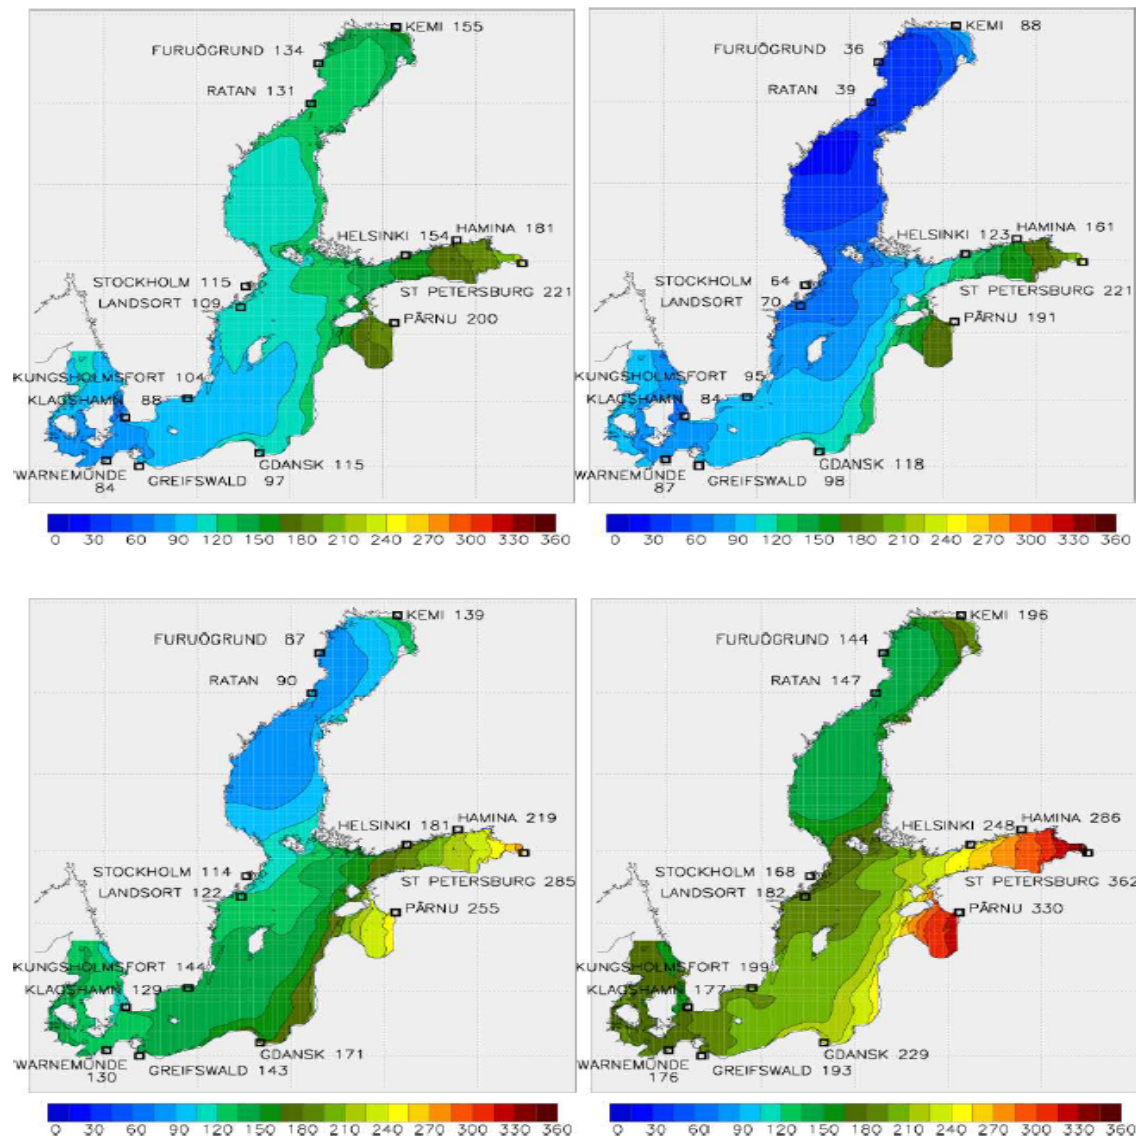 KEMI 155
FURUÖGRUND 134
RATAN 131
HAMINA 181
HELSINKI 154
STOCKHOLM 115
LANDSORT 109
ST PETERSBURG 221
PÄRNU 200
KUNGSHOLMSFORT 104
KLAGSHAMN 88
GDANSK 115
WARNEMÜNDE
84
GREIFSWALD 97
0 30 60 90 120 150 180 210 240 270 300 330 360
KEMI 88
FURUÖGRUND 36
RATAN 39
HAMINA 161
HELSINKI 123
STOCKHOLM 64
LANDSORT 70
ST PETERSBURG 221
PÄRNU 191
KUNGSHOLMSFORT 95
KLAGSHAMN 84
GDANSK 118
WARNEMÜNDE
87
GREIFSWALD 98
0 30 60 90 120 150 180 210 240 270 300 330 360
KEMI 139
FURUÖGRUND 87
RATAN 90
HAMINA 219
HELSINKI 181
STOCKHOLM 114
LANDSORT 122
ST PETERSBURG 285
PÄRNU 255
KUNGSHOLMSFORT 144
KLAGSHAMN 129
GDANSK 171
WARNEMÜNDE
130
GREIFSWALD 143
0 30 60 90 120 150 180 210 240 270 300 330 360
KEMI 196
FURUÖGRUND 144
RATAN 147
HAMINA 286
HELSINKI 248
STOCKHOLM 168
LANDSORT 182
ST PETERSBURG 362
PÄRNU 330
KUNGSHOLMSFORT 199
KLAGSHAMN 177
GDANSK 229
WARNEMÜNDE
176
GREIFSWALD 193
0 30 60 90 120 150 180 210 240 270 300 330 360